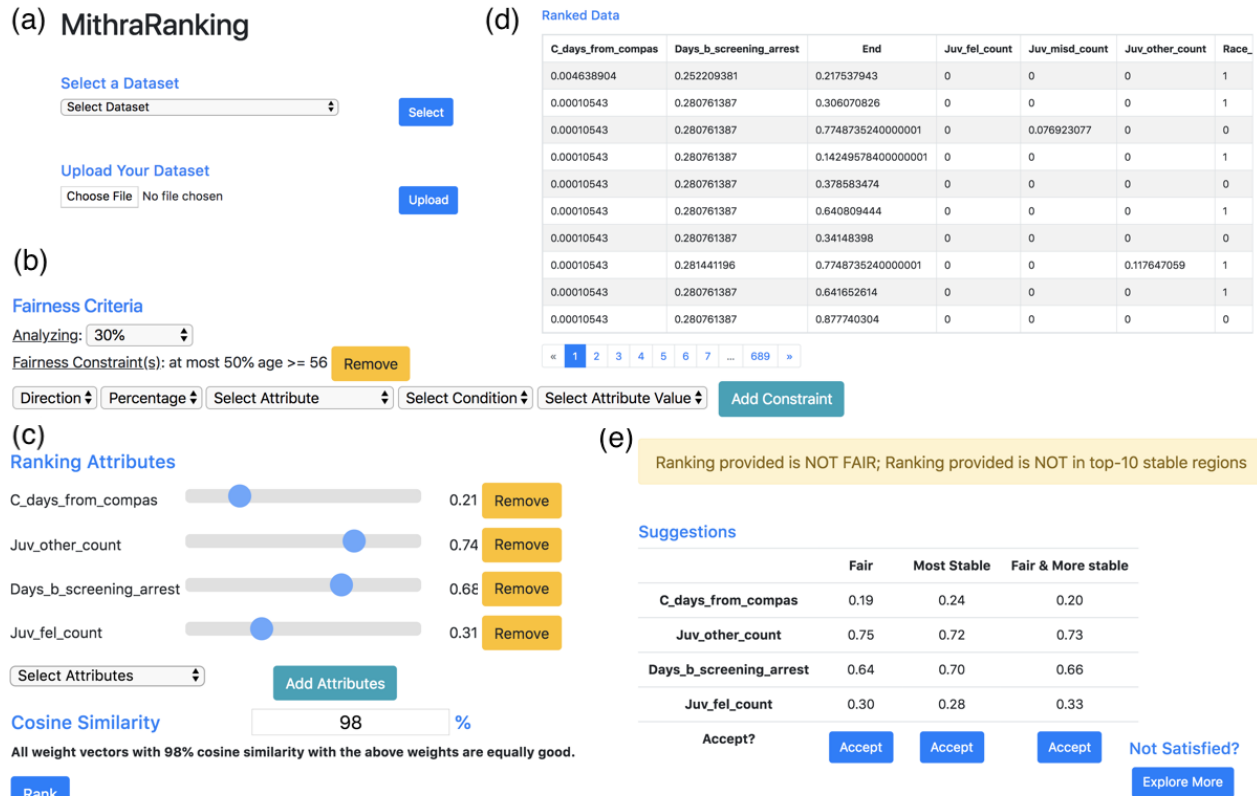 (a) MithraRanking
Select a Dataset
Select Dataset
Select
Upload Your Dataset
Choose File No file chosen
Upload
(b)
Fairness Criteria
Analyzing: 30%
Fairness Constraint(s): at most 50% age >= 56 Remove
Direction Percentage Select Attribute Select Condition Select Attribute Value Add Constraint
(c)
Ranking Attributes
C_days_from_compas 0.21 Remove
Juv_other_count 0.74 Remove
Days_b_screening_arrest 0.68 Remove
Juv_fel_count 0.31 Remove
Select Attributes Add Attributes
Cosine Similarity 98 %
All weight vectors with 98% cosine similarity with the above weights are equally good.
Rank
(d) Ranked Data
C_days_from_compas Days_b_screening_arrest End Juv_fel_count Juv_misd_count Juv_other_count Race_
0.004638904 0.252209381 0.217537943 0 0 0 1
0.00010543 0.280761387 0.306070826 0 0 0 1
0.00010543 0.280761387 0.7748735240000001 0 0.076923077 0 0
0.00010543 0.280761387 0.14249578400000001 0 0 0 1
0.00010543 0.280761387 0.378583474 0 0 0 0
0.00010543 0.280761387 0.640809444 0 0 0 1
0.00010543 0.280761387 0.34148398 0 0 0 0
0.00010543 0.281441196 0.7748735240000001 0 0 0.117647059 1
0.00010543 0.280761387 0.641652614 0 0 0 1
0.00010543 0.280761387 0.877740304 0 0 0 0
« 1 2 3 4 5 6 7 ... 689 »
(e)
Ranking provided is NOT FAIR; Ranking provided is NOT in top-10 stable regions
Suggestions
Fair Most Stable Fair & More stable
C_days_from_compas 0.19 0.24 0.20
Juv_other_count 0.75 0.72 0.73
Days_b_screening_arrest 0.64 0.70 0.66
Juv_fel_count 0.30 0.28 0.33
Accept? Accept Accept Accept
Not Satisfied?
Explore More